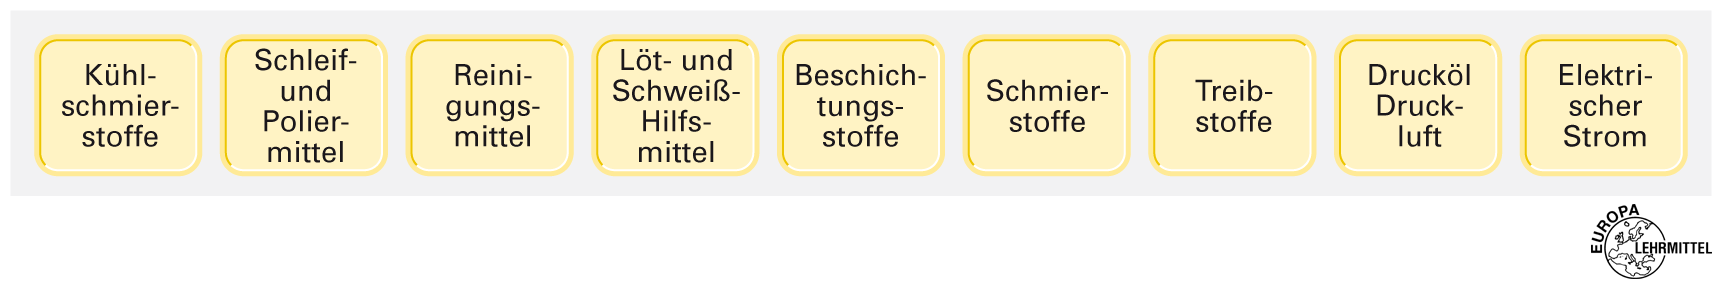 Kühl-
schmier-
stoffe
Schleif-
und
Polier-
mittel
Reini-
gungs-
mittel
Löt- und
Schweiß-
Hilfs-
mittel
Beschich-
tungs-
stoffe
Schmier-
stoffe
Treib-
stoffe
Drucköl
Druck-
luft
Elektri-
scher
Strom
EUROPA
LEHRMITTEL